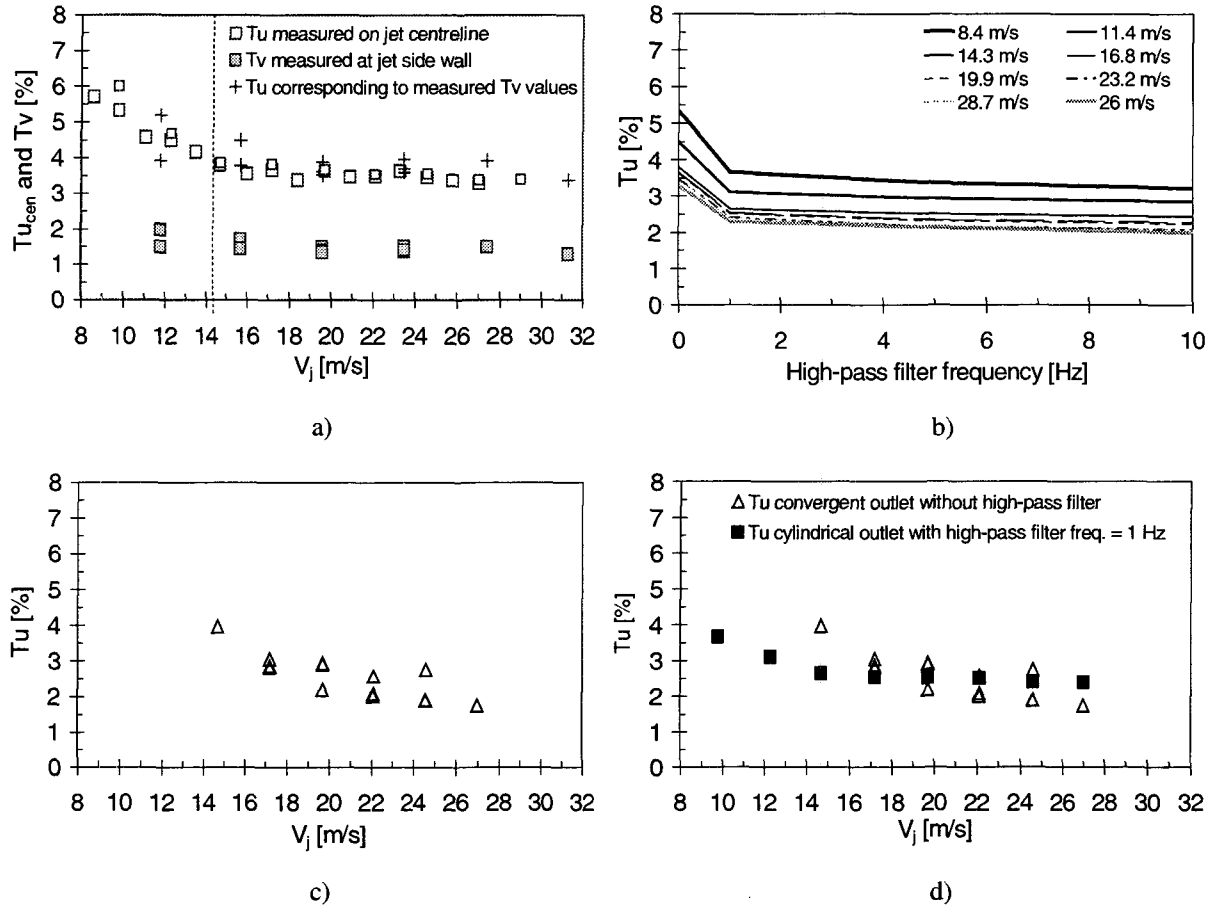 Tu_cen and Tv [%]
8
7
6
5
4
3
2
1
0
□ Tu measured on jet centreline
Tv measured at jet side wall
+ Tu corresponding to measured Tv values
8 10 12 14 16 18 20 22 24 26 28 30 32
V_j [m/s]
a)
Tu [%]
8
7
6
5
4
3
2
1
0
8.4 m/s 11.4 m/s
14.3 m/s 16.8 m/s
19.9 m/s 23.2 m/s
28.7 m/s 26 m/s
0 2 4 6 8 10
High-pass filter frequency [Hz]
b)
Tu [%]
8
7
6
5
4
3
2
1
0
8 10 12 14 16 18 20 22 24 26 28 30 32
V_j [m/s]
c)
Tu [%]
8
7
6
5
4
3
2
1
0
△ Tu convergent outlet without high-pass filter
■ Tu cylindrical outlet with high-pass filter freq. = 1 Hz
8 10 12 14 16 18 20 22 24 26 28 30 32
V_j [m/s]
d)